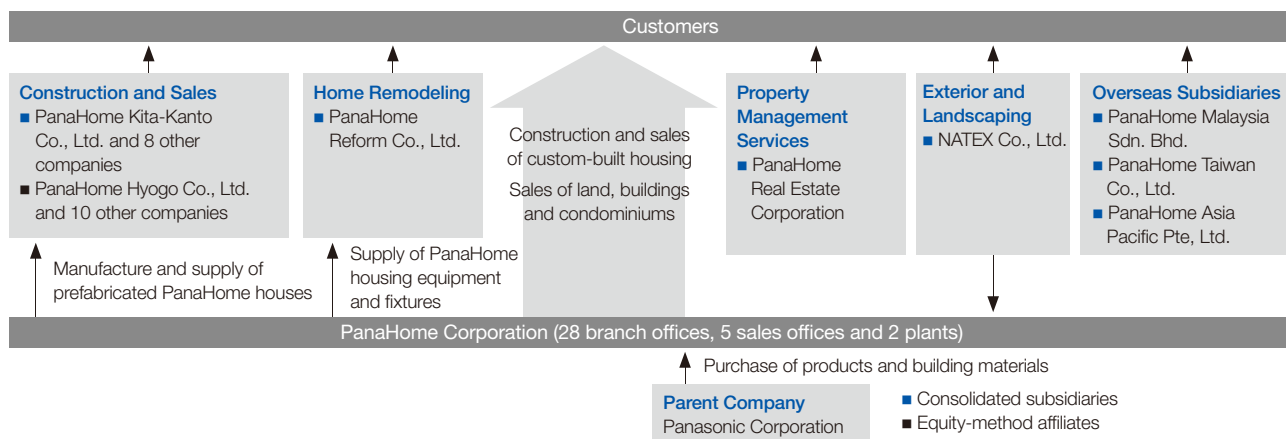 Customers
Construction and Sales
■ PanaHome Kita-Kanto
Co., Ltd. and 8 other
companies
■ PanaHome Hyogo Co., Ltd.
and 10 other companies
Home Remodeling
■ PanaHome
Reform Co., Ltd.
Construction and sales
of custom-built housing
Sales of land, buildings
and condominiums
Property
Management
Services
■ PanaHome
Real Estate
Corporation
Exterior and
Landscaping
■ NATEX Co., Ltd.
Overseas Subsidiaries
■ PanaHome Malaysia
Sdn. Bhd.
■ PanaHome Taiwan
Co., Ltd.
■ PanaHome Asia
Pacific Pte, Ltd.
Manufacture and supply of
prefabricated PanaHome houses
Supply of PanaHome
housing equipment
and fixtures
PanaHome Corporation (28 branch offices, 5 sales offices and 2 plants)
Purchase of products and building materials
Parent Company
Panasonic Corporation
■ Consolidated subsidiaries
■ Equity-method affiliates